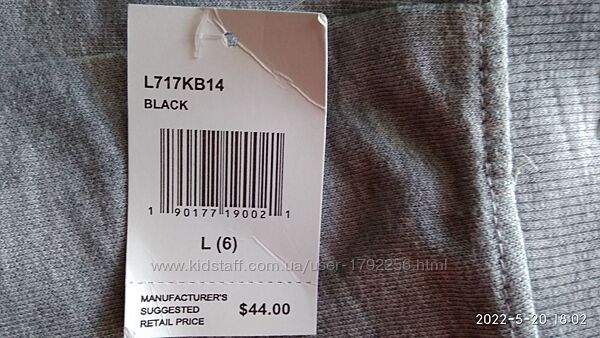 L717KB14
BLACK
1 90177 19002 1
L (6)
www.kidstaff.com.ua/user-1792256.html
MANUFACTURER'S
SUGGESTED
RETAIL PRICE
$44.00
2022-5-20 18:02